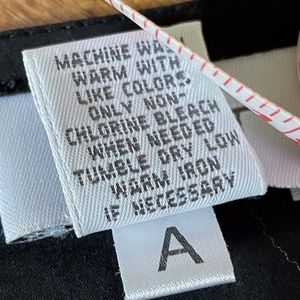 MACHINE WASH
WARM WITH
LIKE COLORS
ONLY NON-
CHLORINE BLEACH
WHEN NEEDED
TUMBLE DRY LOW
WARM IRON
IF NECESSARY
A